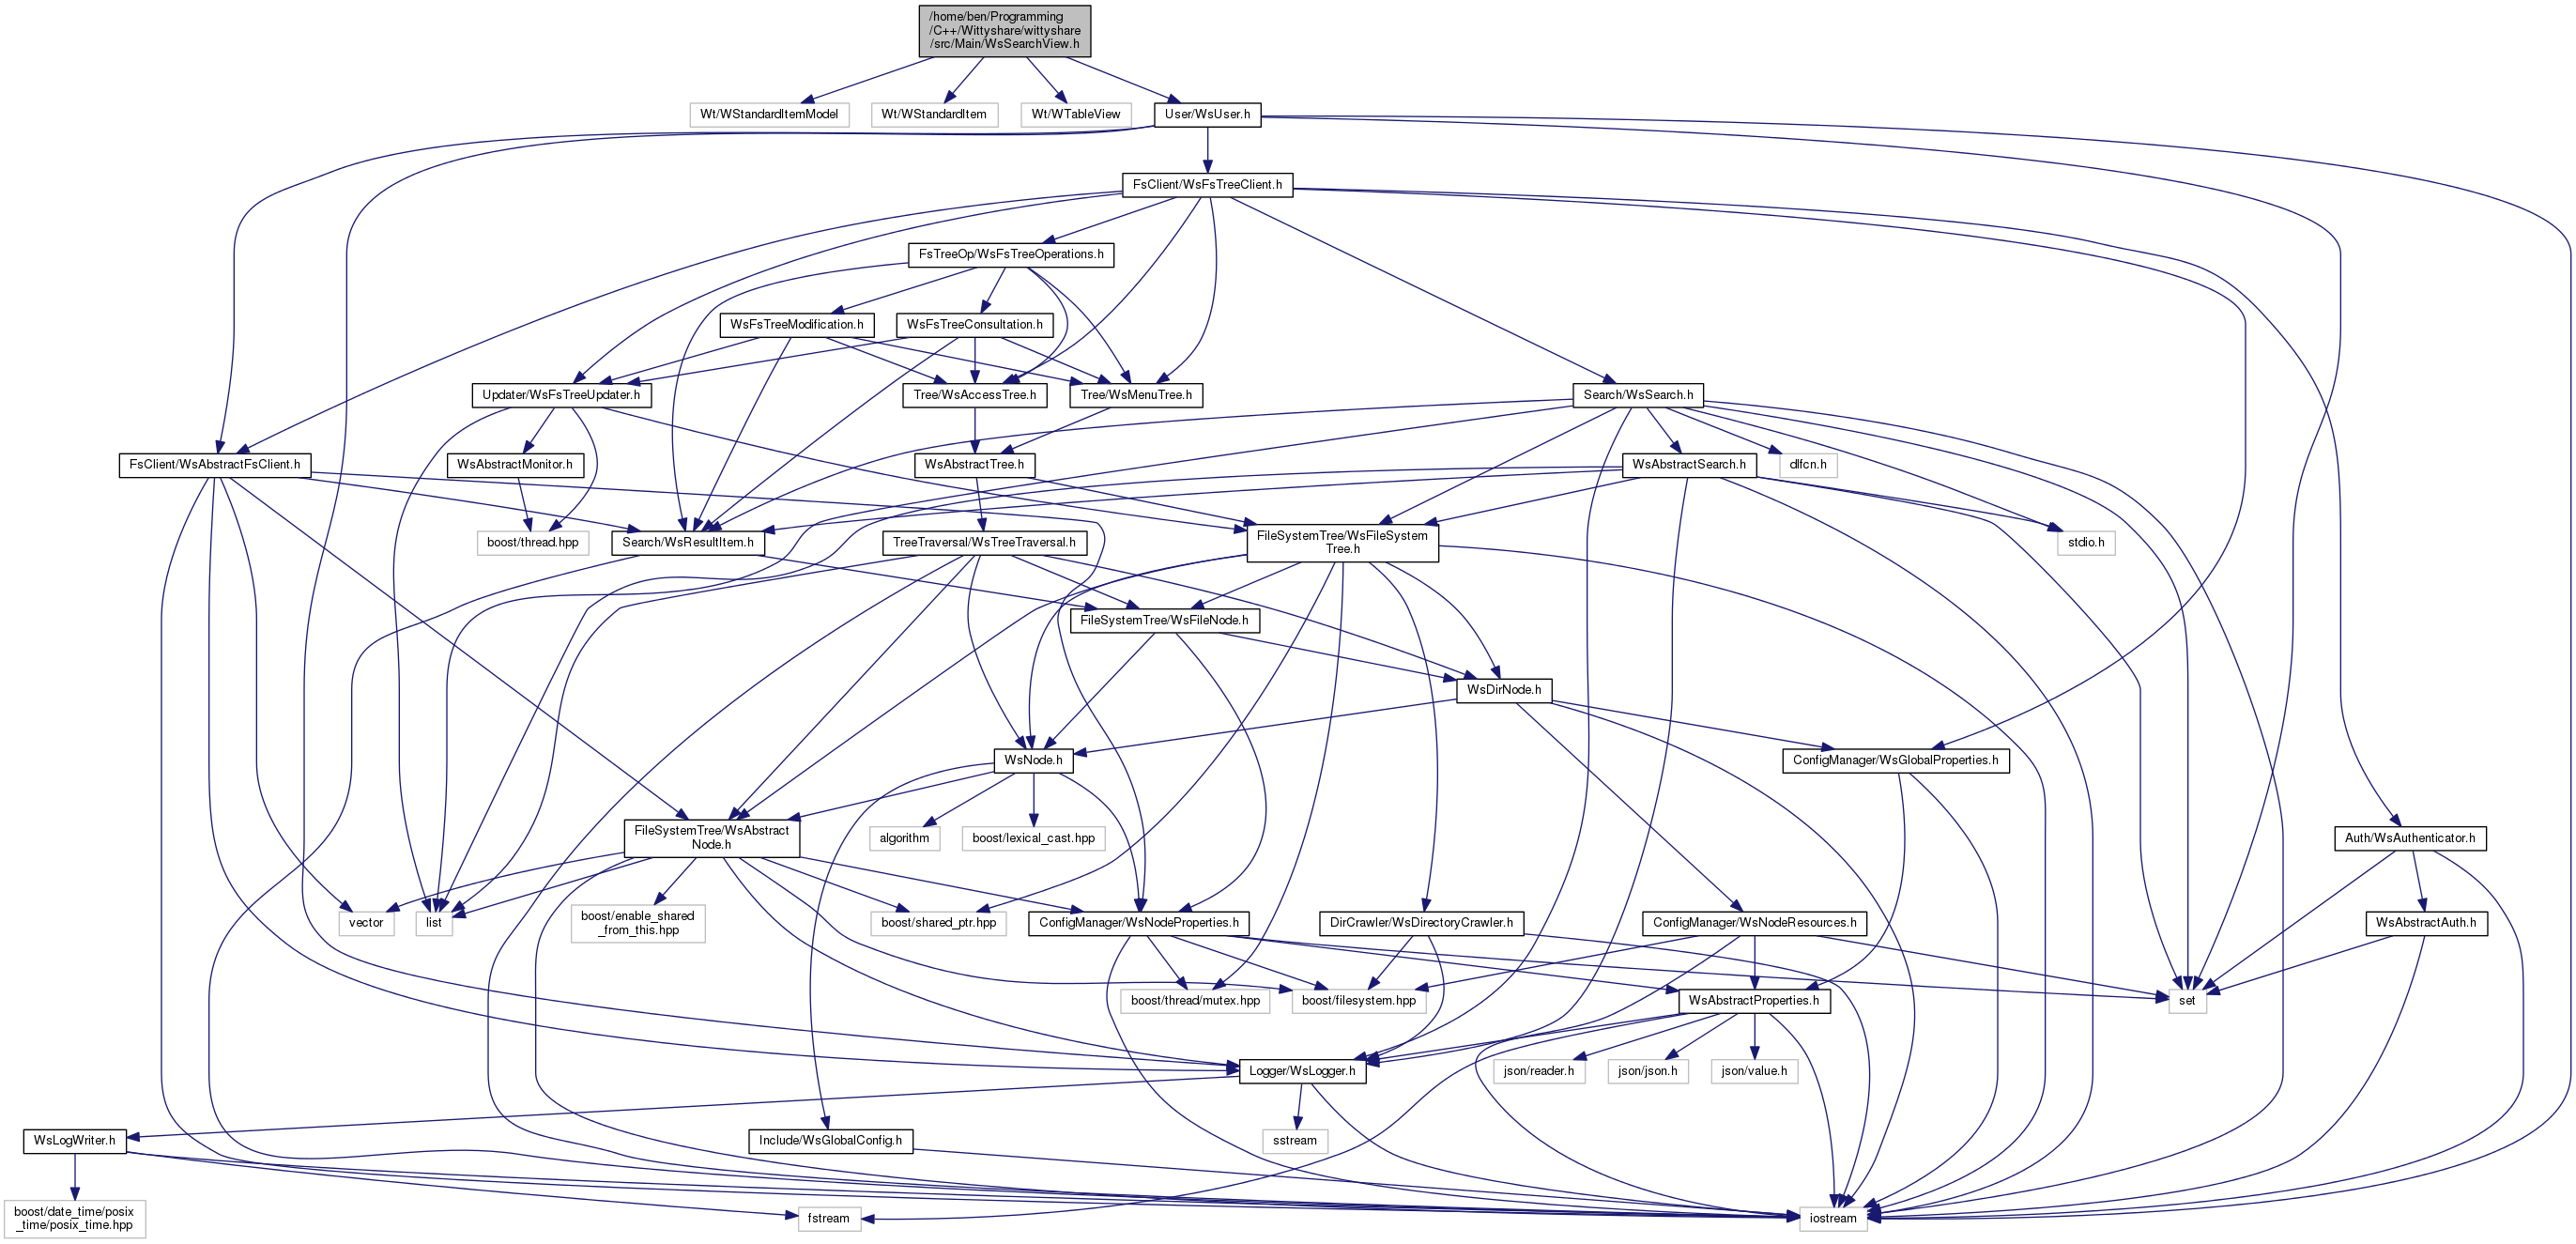 /home/ben/Programming
/C++/Wittyshare/wittyshare
/src/Main/WsSearchView.h
Wt/WStandardItemModel
Wt/WStandardItem
Wt/WTableView
User/WsUser.h
FsClient/WsFsTreeClient.h
FsTreeOp/WsFsTreeOperations.h
WsFsTreeModification.h
WsFsTreeConsultation.h
Updater/WsFsTreeUpdater.h
Tree/WsAccessTree.h
Tree/WsMenuTree.h
Search/WsSearch.h
FsClient/WsAbstractFsClient.h
WsAbstractMonitor.h
WsAbstractTree.h
WsAbstractSearch.h
dlfcn.h
boost/thread.hpp
Search/WsResultItem.h
TreeTraversal/WsTreeTraversal.h
FileSystemTree/WsFileSystem
Tree.h
stdio.h
FileSystemTree/WsFileNode.h
WsDirNode.h
WsNode.h
ConfigManager/WsGlobalProperties.h
FileSystemTree/WsAbstract
Node.h
algorithm
boost/lexical_cast.hpp
Auth/WsAuthenticator.h
vector
list
boost/enable_shared
_from_this.hpp
boost/shared_ptr.hpp
ConfigManager/WsNodeProperties.h
DirCrawler/WsDirectoryCrawler.h
ConfigManager/WsNodeResources.h
WsAbstractAuth.h
boost/thread/mutex.hpp
boost/filesystem.hpp
WsAbstractProperties.h
set
Logger/WsLogger.h
json/reader.h
json/json.h
json/value.h
WsLogWriter.h
Include/WsGlobalConfig.h
sstream
boost/date_time/posix
_time/posix_time.hpp
fstream
iostream